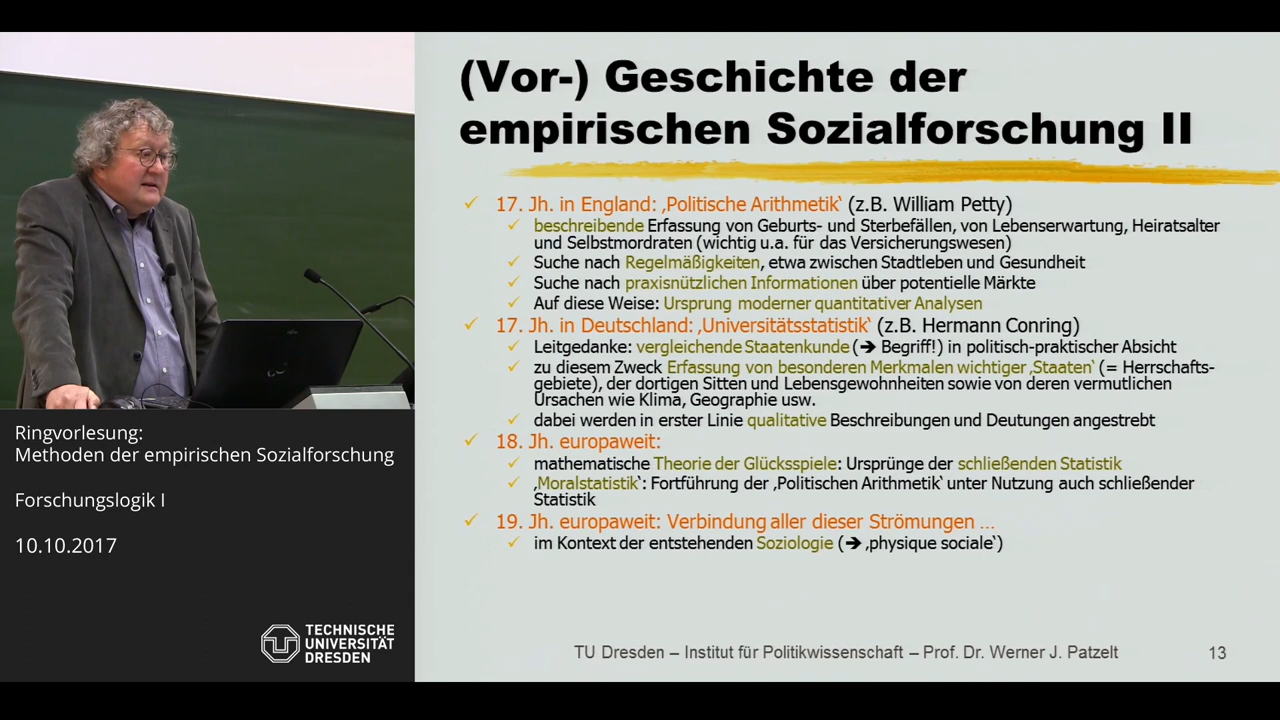 (Vor-) Geschichte der
empirischen Sozialforschung II
17. Jh. in England: ‚Politische Arithmetik‘ (z.B. William Petty)
beschreibende Erfassung von Geburts- und Sterbefällen, von Lebenserwartung, Heiratsalter
und Selbstmordraten (wichtig u.a. für das Versicherungswesen)
Suche nach Regelmäßigkeiten, etwa zwischen Stadtleben und Gesundheit
Suche nach praxisnützlichen Informationen über potentielle Märkte
Auf diese Weise: Ursprung moderner quantitativer Analysen
17. Jh. in Deutschland: ‚Universitätsstatistik‘ (z.B. Hermann Conring)
Leitgedanke: vergleichende Staatenkunde (➔ Begriff!) in politisch-praktischer Absicht
zu diesem Zweck Erfassung von besonderen Merkmalen wichtiger ‚Staaten‘ (= Herrschafts-
gebiete), der dortigen Sitten und Lebensgewohnheiten sowie von deren vermutlichen
Ursachen wie Klima, Geographie usw.
dabei werden in erster Linie qualitative Beschreibungen und Deutungen angestrebt
18. Jh. europaweit:
mathematische Theorie der Glücksspiele: Ursprünge der schließenden Statistik
‚Moralstatistik‘: Fortführung der ‚Politischen Arithmetik‘ unter Nutzung auch schließender
Statistik
19. Jh. europaweit: Verbindung aller dieser Strömungen …
im Kontext der entstehenden Soziologie (➔ ‚physique sociale‘)
TU Dresden – Institut für Politikwissenschaft – Prof. Dr. Werner J. Patzelt
13
Ringvorlesung:
Methoden der empirischen Sozialforschung
Forschungslogik I
10.10.2017
TECHNISCHE
UNIVERSITÄT
DRESDEN